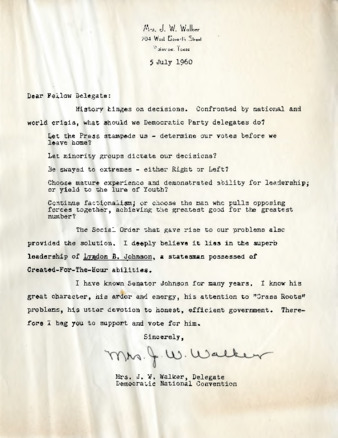 Mrs. J. W. Walker
Texas
5 July 1960
Dear Fellow Delegate:
History hinges on decisions. Confronted by national and
world crisis, what should we Democratic Party delegates do?
Let the Press stampede us - determine our votes before we
leave home?
Let minority groups dictate our decisions?
Be swayed to extremes - either Right or Left?
Choose mature experience and demonstrated ability for leadership;
or yield to the lure of Youth?
Continue factionalism; or choose the man who pulls opposing
forces together, achieving the greatest good for the greatest
number?
The Social Order that gave rise to our problems also
provided the solution. I deeply believe it lies in the superb
leadership of Lyndon B. Johnson, a statesman possessed of
Created-For-The-Hour abilities.
I have known Senator Johnson for many years. I know his
great character, his ardor and energy, his attention to "Grass Roots"
problems, his utter devotion to honest, efficient government. There-
fore I beg you to support and vote for him.
Sincerely,
Mrs. J. W. Walker
Mrs. J. W. Walker, Delegate
Democratic National Convention